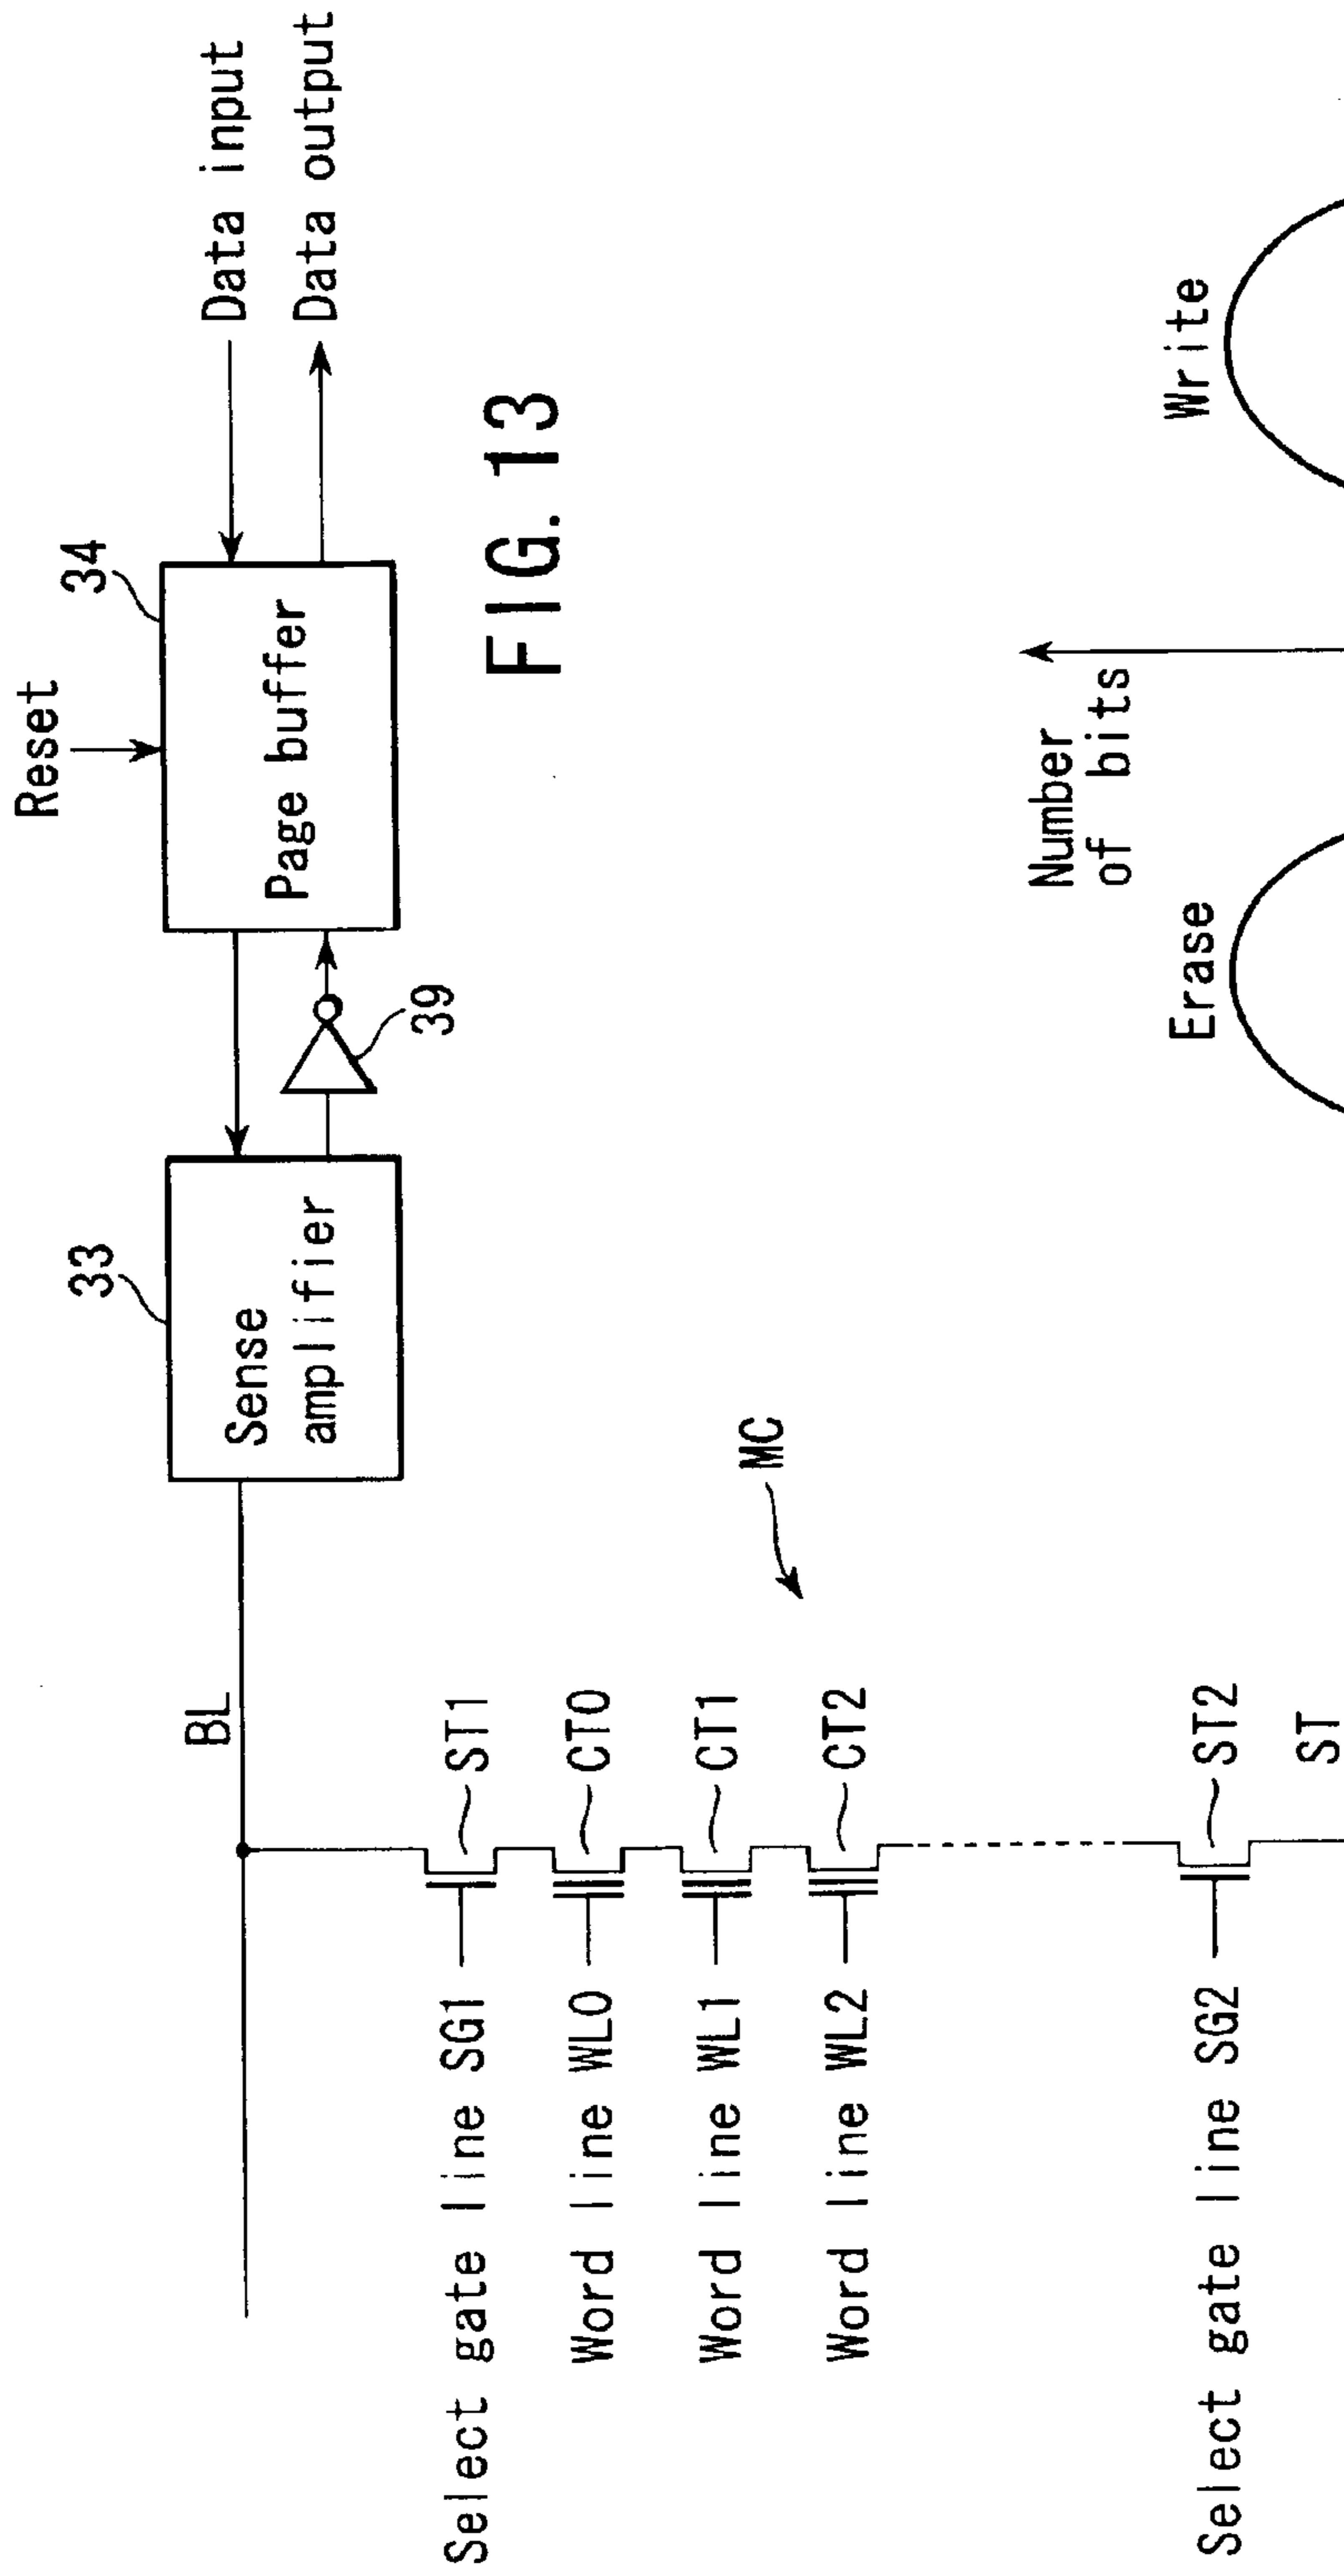 Reset
34
33
Data input
Data output
Page buffer
Sense
amplifier
39
BL
FIG. 13
Select gate line SG1
ST1
Word line WL0
CT0
Word line WL1
CT1
MC
Word line WL2
CT2
Number
of bits
Erase
Write
Select gate line SG2
ST2
ST